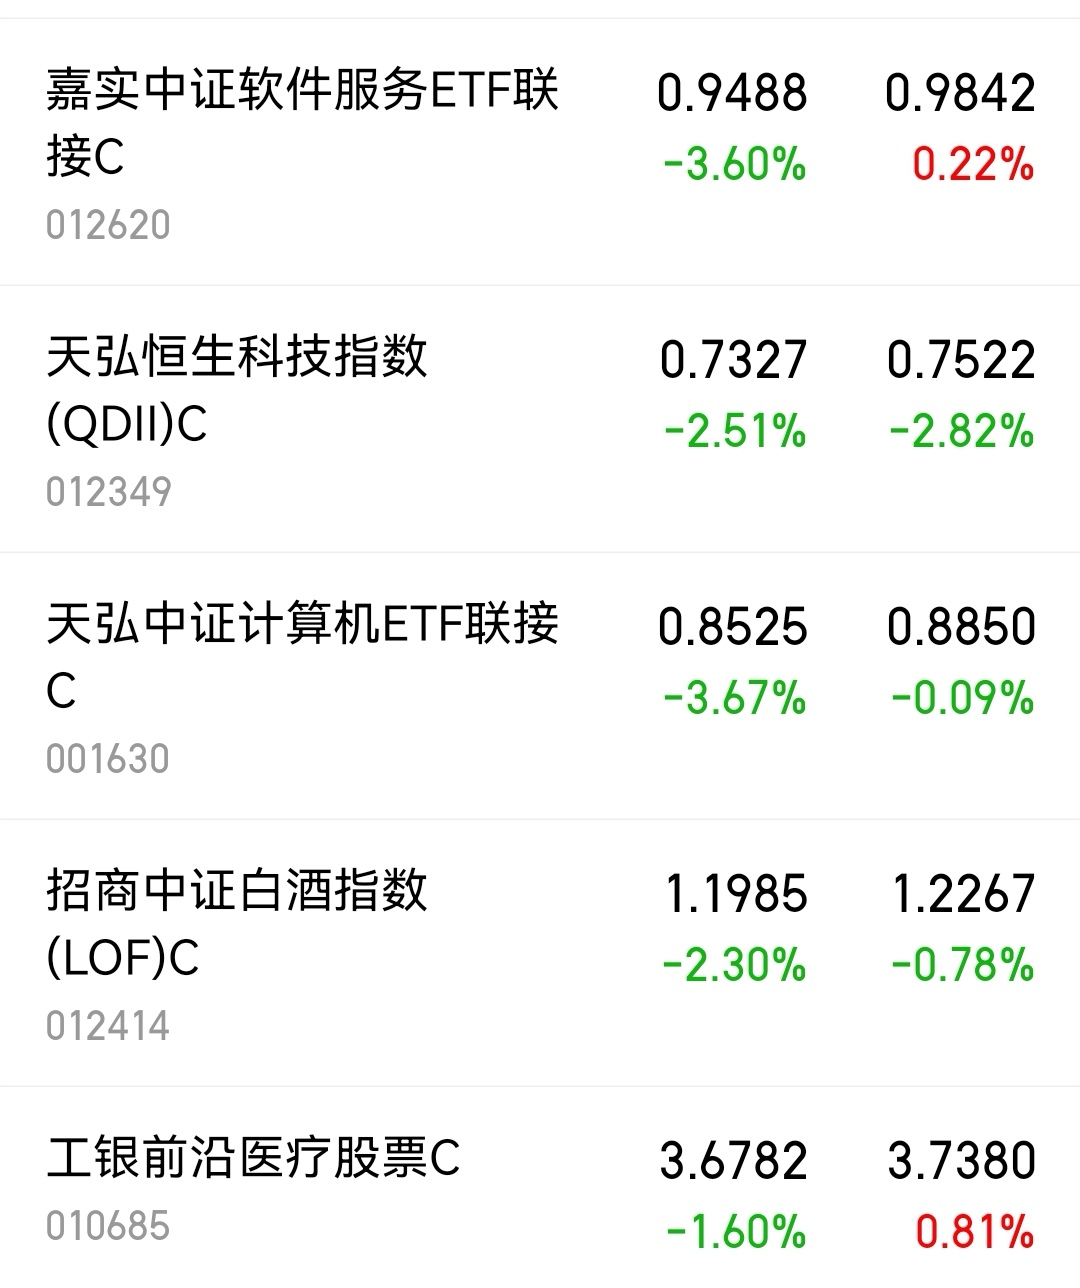 嘉实中证软件服务ETF联 0.9488 0.9842
接C -3.60% 0.22%
012620
天弘恒生科技指数 0.7327 0.7522
(QDII)C -2.51% -2.82%
012349
天弘中证计算机ETF联接 0.8525 0.8850
C -3.67% -0.09%
001630
招商中证白酒指数 1.1985 1.2267
(LOF)C -2.30% -0.78%
012414
工银前沿医疗股票C 3.6782 3.7380
010685 -1.60% 0.81%